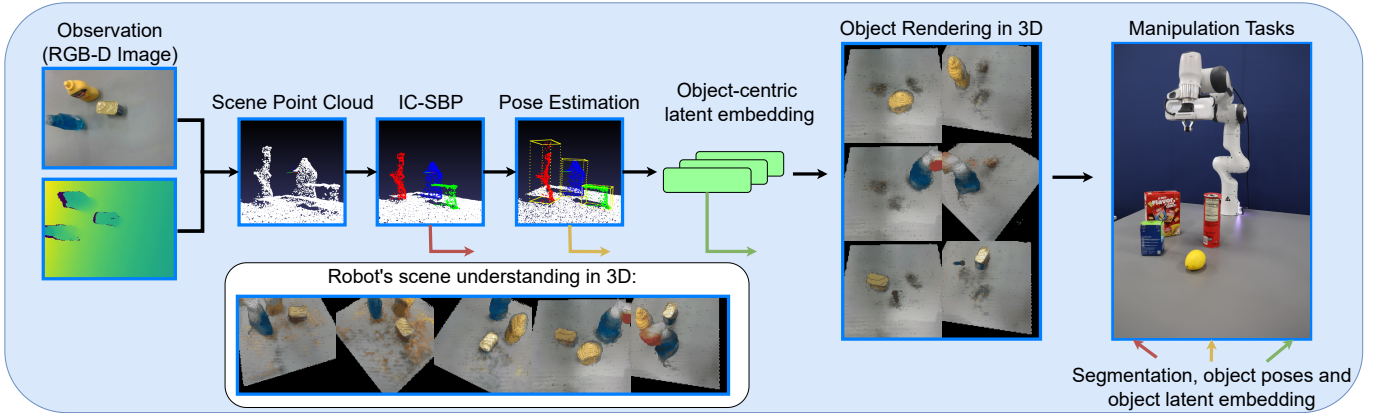 Observation
(RGB-D Image)
Scene Point Cloud
IC-SBP
Pose Estimation
Object-centric
latent embedding
Object Rendering in 3D
Manipulation Tasks
Robot's scene understanding in 3D:
Segmentation, object poses and
object latent embedding